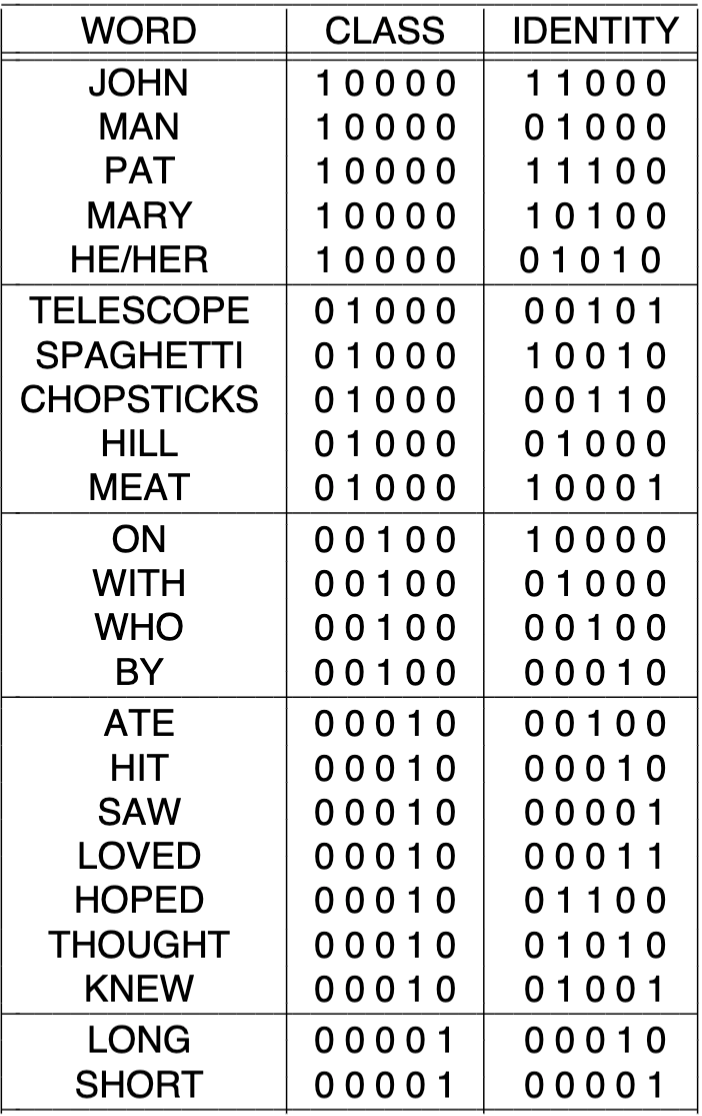 WORD CLASS IDENTITY
JOHN 1 0 0 0 0 1 1 0 0 0
MAN 1 0 0 0 0 0 1 0 0 0
PAT 1 0 0 0 0 1 1 1 0 0
MARY 1 0 0 0 0 1 0 1 0 0
HE/HER 1 0 0 0 0 0 1 0 1 0
TELESCOPE 0 1 0 0 0 0 0 1 0 1
SPAGHETTI 0 1 0 0 0 1 0 0 1 0
CHOPSTICKS 0 1 0 0 0 0 0 1 1 0
HILL 0 1 0 0 0 0 1 0 0 0
MEAT 0 1 0 0 0 1 0 0 0 1
ON 0 0 1 0 0 1 0 0 0 0
WITH 0 0 1 0 0 0 1 0 0 0
WHO 0 0 1 0 0 0 0 1 0 0
BY 0 0 1 0 0 0 0 0 1 0
ATE 0 0 0 1 0 0 0 1 0 0
HIT 0 0 0 1 0 0 0 0 1 0
SAW 0 0 0 1 0 0 0 0 0 1
LOVED 0 0 0 1 0 0 0 0 1 1
HOPED 0 0 0 1 0 0 1 1 0 0
THOUGHT 0 0 0 1 0 0 1 0 1 0
KNEW 0 0 0 1 0 0 1 0 0 1
LONG 0 0 0 0 1 0 0 0 1 0
SHORT 0 0 0 0 1 0 0 0 0 1